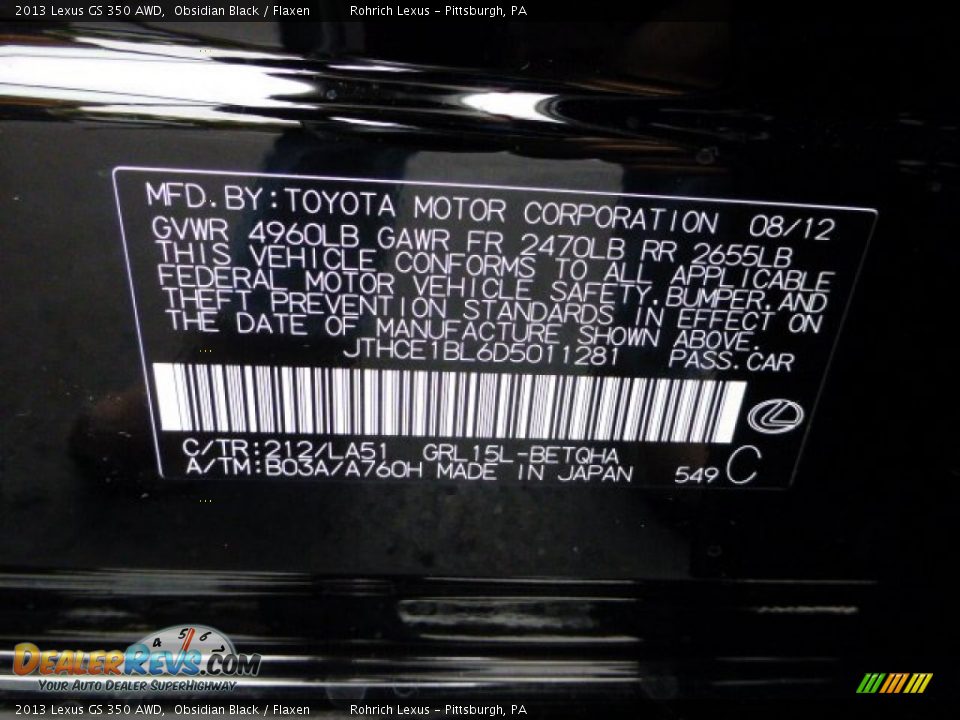 2013 Lexus GS 350 AWD, Obsidian Black / Flaxen Rohrich Lexus - Pittsburgh, PA
MFD.BY:TOYOTA MOTOR CORPORATION 08/12
GVWR 4960LB GAWR FR 2470LB RR 2655LB
THIS VEHICLE CONFORMS TO ALL APPLICABLE
FEDERAL MOTOR VEHICLE SAFETY,BUMPER,AND
THEFT PREVENTION STANDARDS IN EFFECT ON
THE DATE OF MANUFACTURE SHOWN ABOVE.
JTHCE1BL6D5011281 PASS.CAR
C/TR:212/LA51 GRL15L-BETQHA
A/TM:B03A/A760H MADE IN JAPAN 549 C
4 5 6
DEALERREVS.COM
YOUR AUTO DEALER SUPERHIGHWAY
2013 Lexus GS 350 AWD, Obsidian Black / Flaxen Rohrich Lexus - Pittsburgh, PA